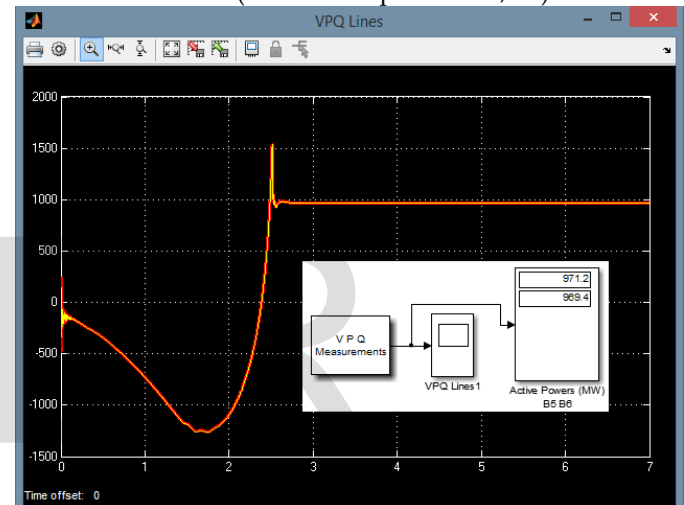 VPQ Lines
2000
1500
1000
500
0
-500
-1000
-1500
0 1 2 3 4 5 6 7
Time offset: 0
971.2
969.4
V P Q
Measurements
VPQ Lines1
Active Powers (MW)
B5 B6